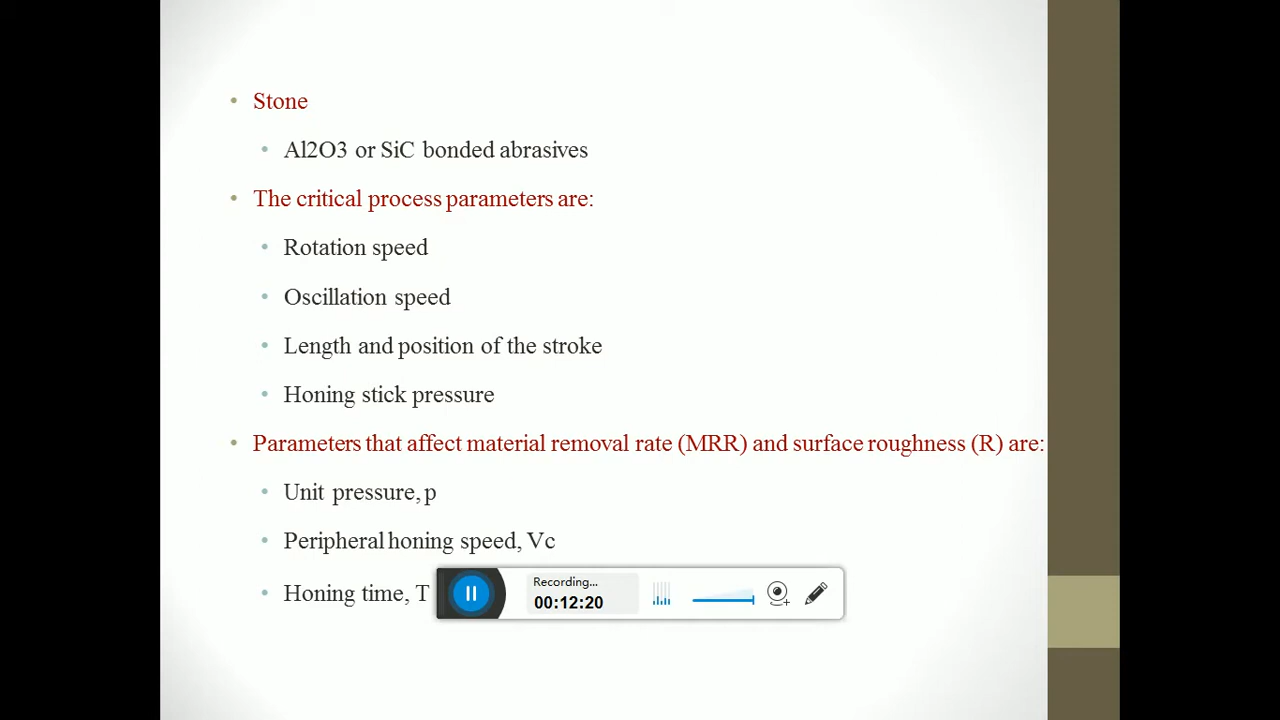 Stone
Al2O3 or SiC bonded abrasives
The critical process parameters are:
Rotation speed
Oscillation speed
Length and position of the stroke
Honing stick pressure
Parameters that affect material removal rate (MRR) and surface roughness (R) are:
Unit pressure, p
Peripheral honing speed, Vc
Honing time, T
Recording...
00:12:20